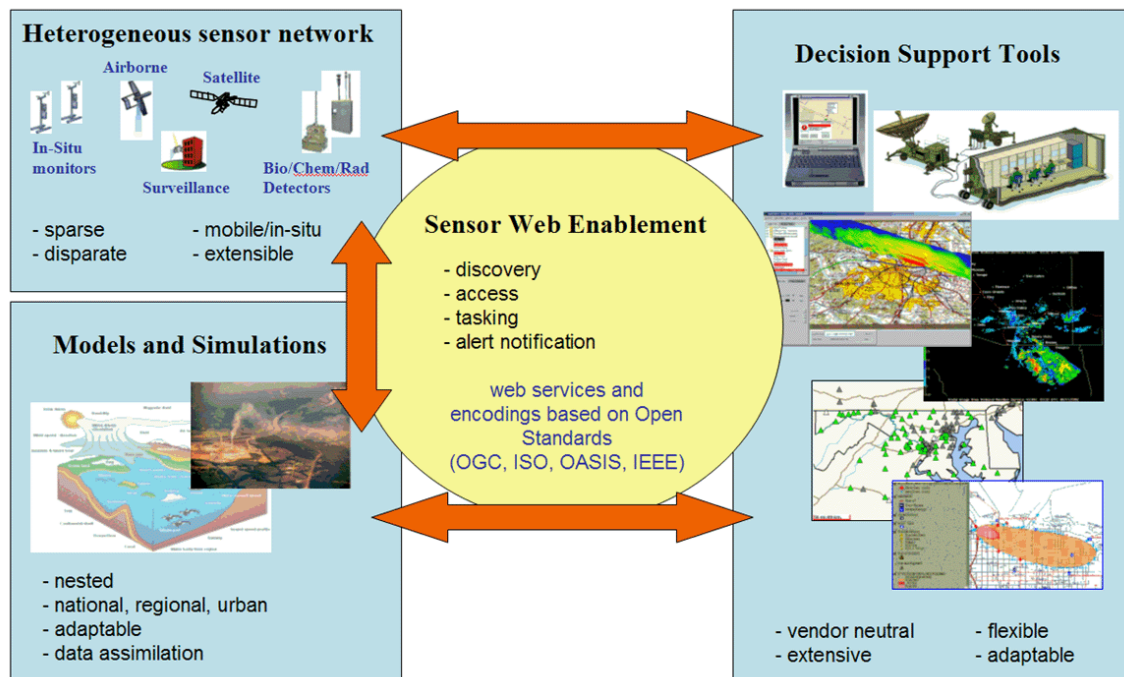 Heterogeneous sensor network
Airborne
Satellite
In-Situ
monitors
Surveillance
Bio/Chem/Rad
Detectors
- sparse
- mobile/in-situ
- disparate
- extensible
Models and Simulations
- nested
- national, regional, urban
- adaptable
- data assimilation
Sensor Web Enablement
- discovery
- access
- tasking
- alert notification
web services and
encodings based on Open
Standards
(OGC, ISO, OASIS, IEEE)
Decision Support Tools
- vendor neutral
- flexible
- extensive
- adaptable